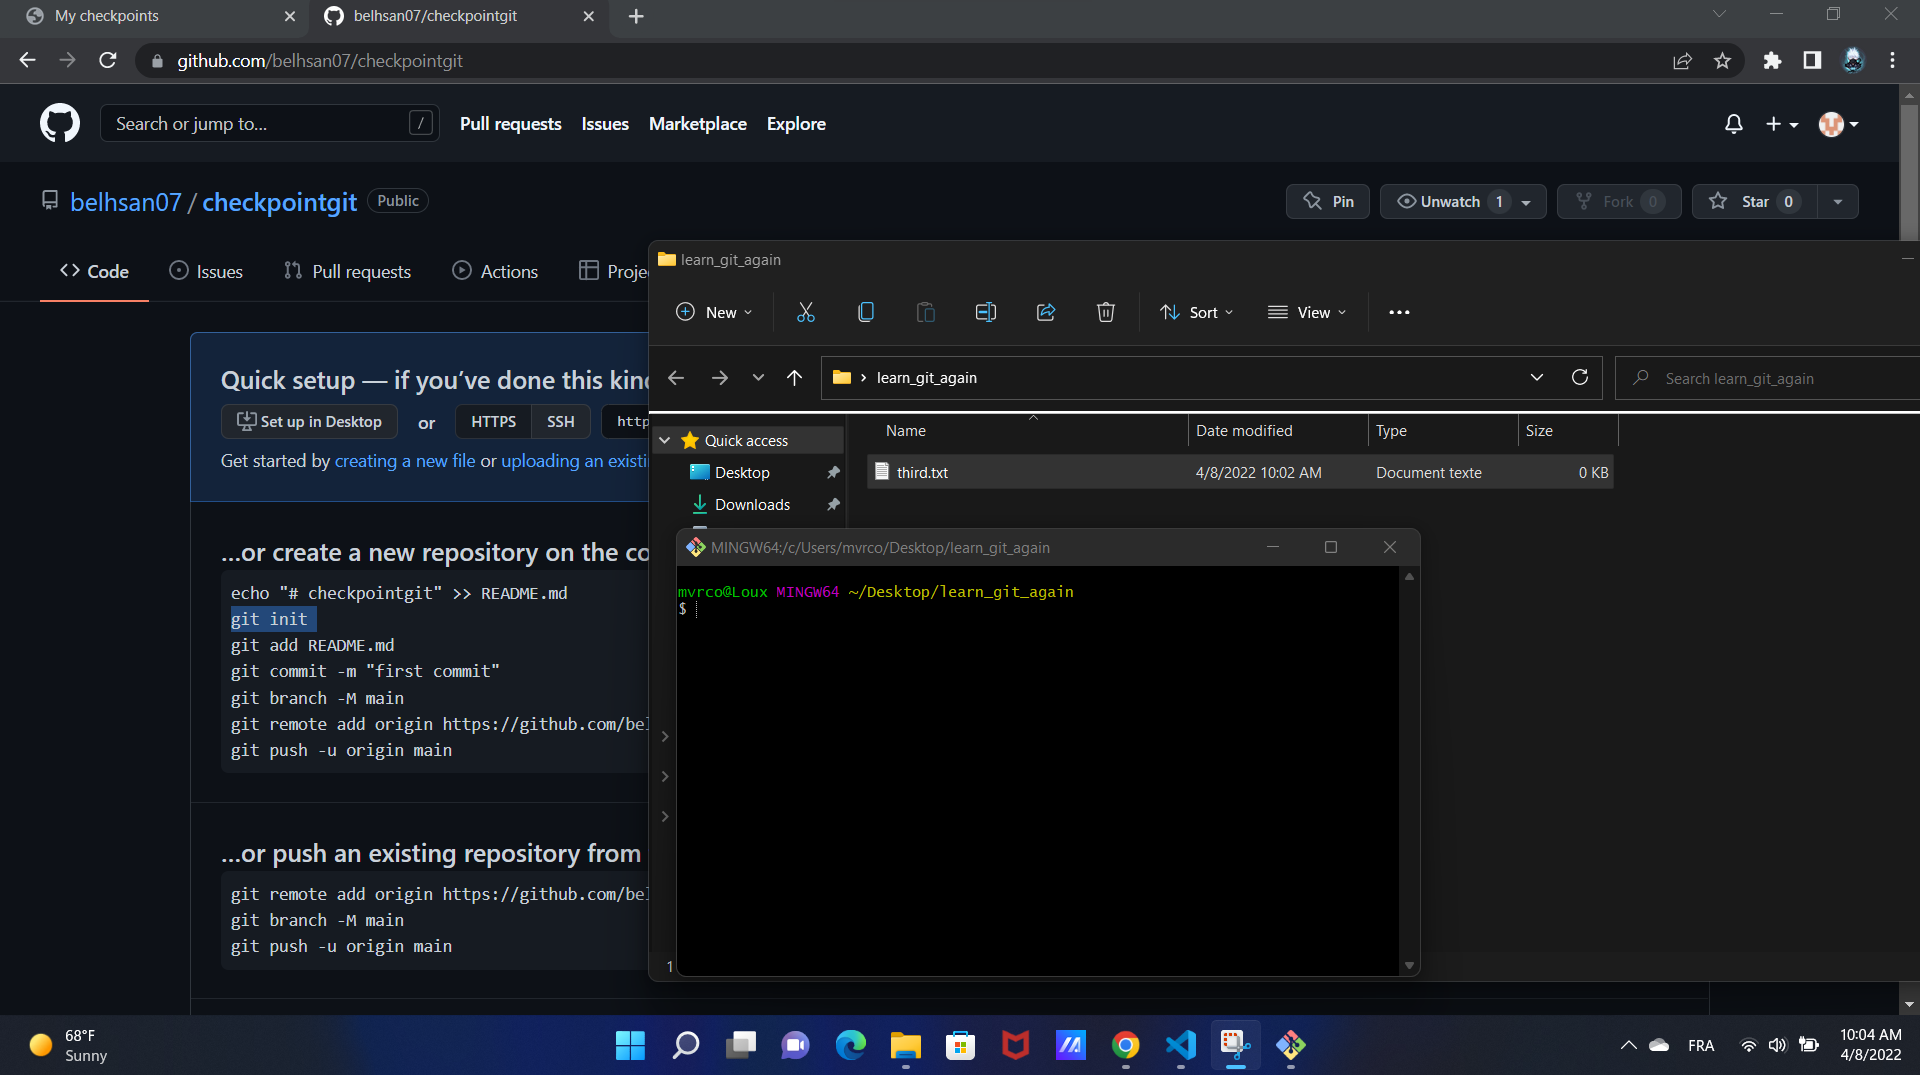 My checkpoints
belhsan07/checkpointgit
github.com/belhsan07/checkpointgit
Search or jump to...
/
Pull requests
Issues
Marketplace
Explore
belhsan07 / checkpointgit
Public
Pin
Unwatch 1
Fork 0
Star 0
Code
Issues
Pull requests
Actions
Proje
Quick setup — if you’ve done this kind
Set up in Desktop
or
HTTPS
SSH
http
Get started by creating a new file or uploading an existi
...or create a new repository on the co
echo "# checkpointgit" >> README.md
git init
git add README.md
git commit -m "first commit"
git branch -M main
git remote add origin https://github.com/bel
git push -u origin main
...or push an existing repository from
git remote add origin https://github.com/bel
git branch -M main
git push -u origin main
learn_git_again
New
Sort
View
learn_git_again
Search learn_git_again
Quick access
Desktop
Downloads
Name
Date modified
Type
Size
third.txt
4/8/2022 10:02 AM
Document texte
0 KB
1
MINGW64:/c/Users/mvrco/Desktop/learn_git_again
mvrco@Loux MINGW64 ~/Desktop/learn_git_again
$
68°F
Sunny
FRA
10:04 AM
4/8/2022